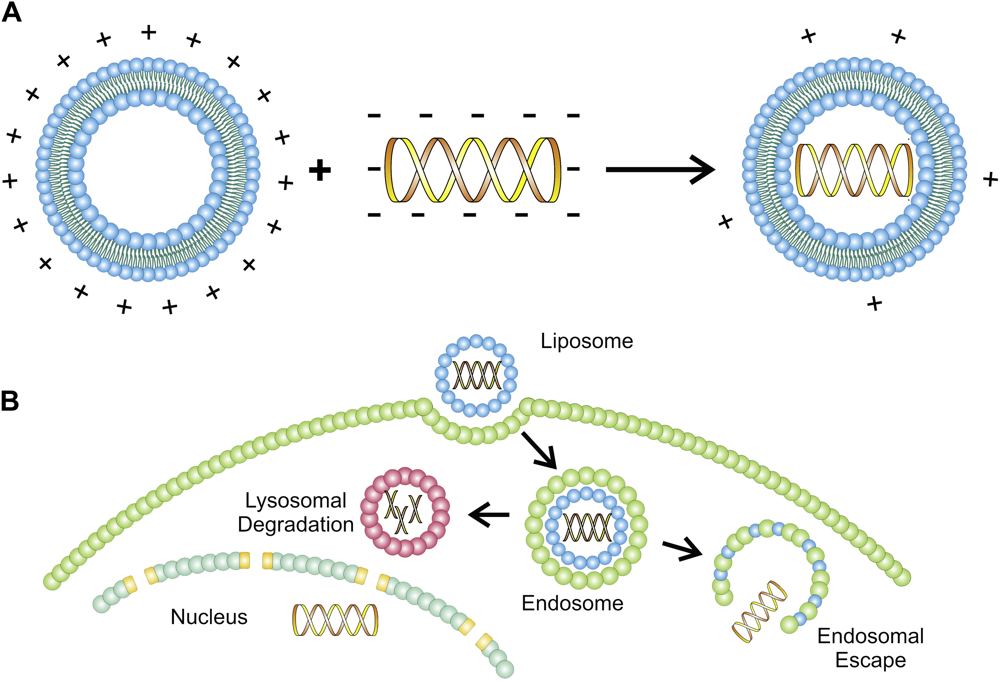 A
B
Liposome
Lysosomal
Degradation
Endosome
Nucleus
Endosomal
Escape